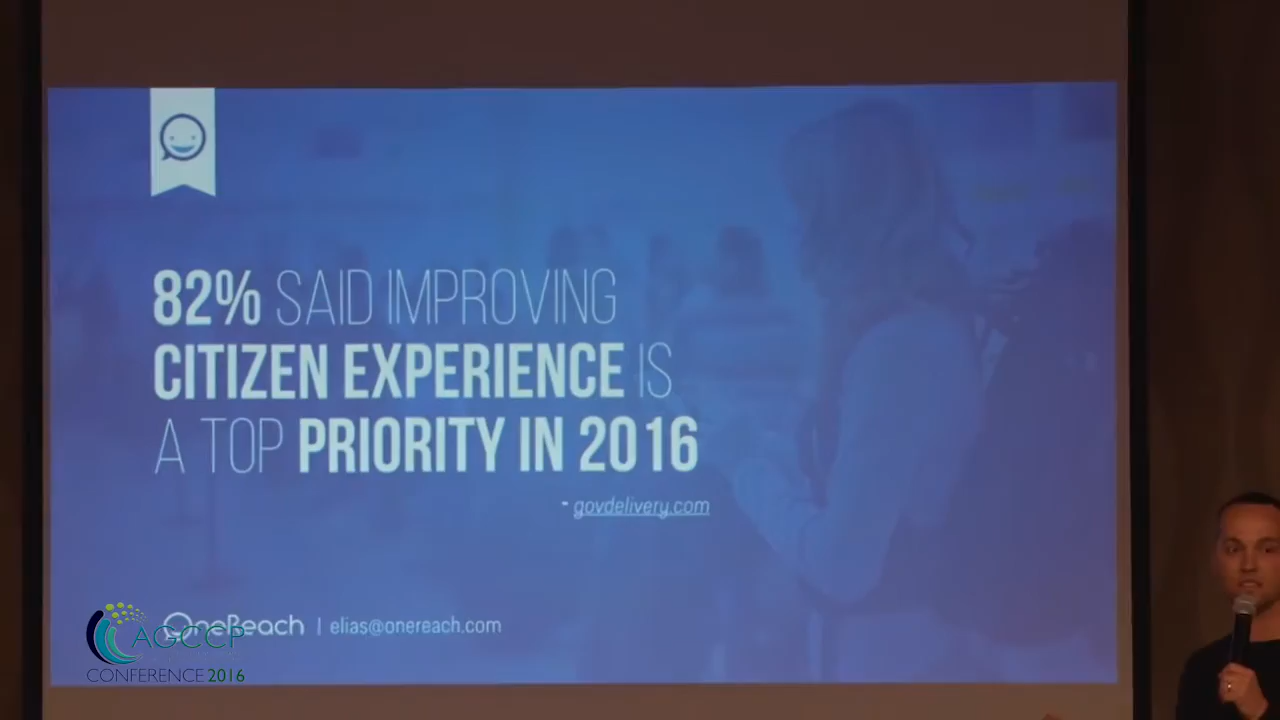 82% SAID IMPROVING
CITIZEN EXPERIENCE IS
A TOP PRIORITY IN 2016
- govdelivery.com
OneReach | elias@onereach.com
AGCCP
CONFERENCE 2016